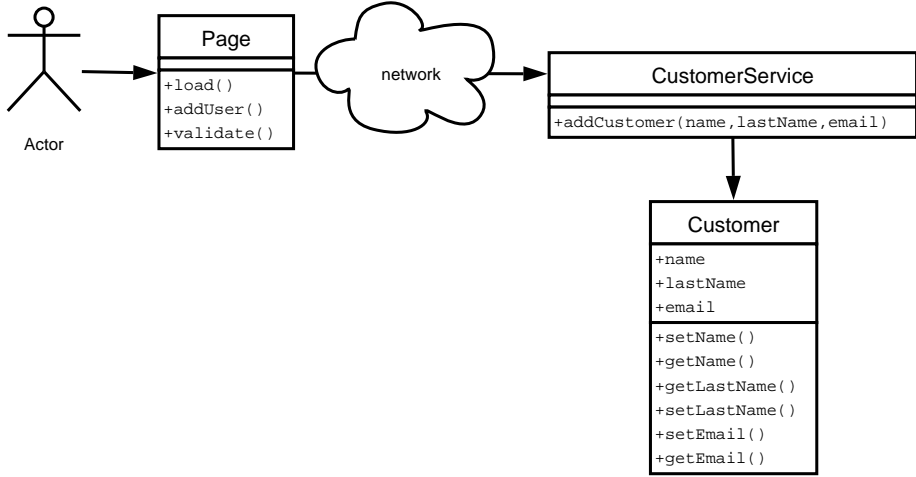 Actor
Page
+load()
+addUser()
+validate()
network
CustomerService
+addCustomer(name,lastName,email)
Customer
+name
+lastName
+email
+setName()
+getName()
+getLastName()
+setLastName()
+setEmail()
+getEmail()